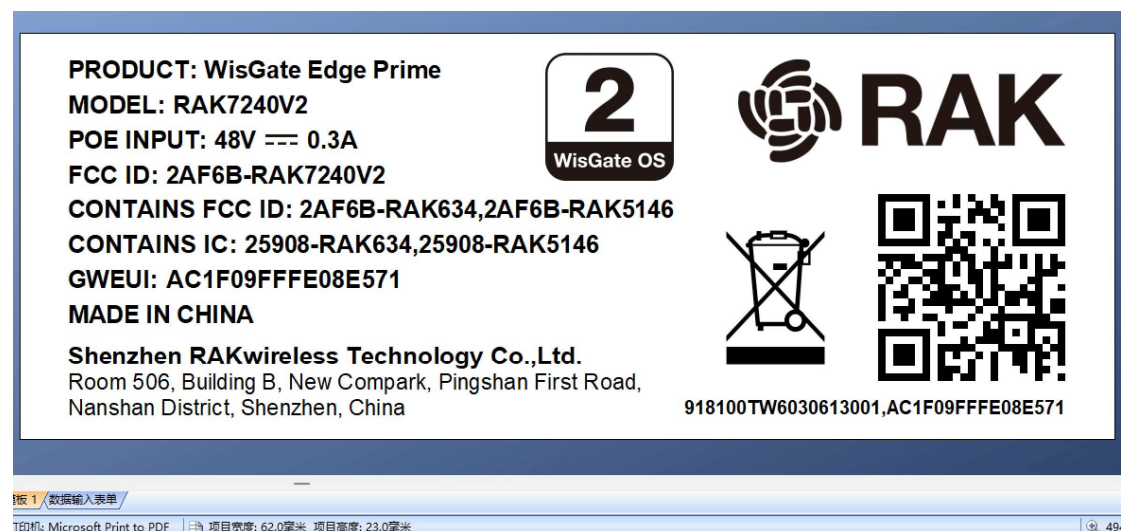 PRODUCT: WisGate Edge Prime
MODEL: RAK7240V2
POE INPUT: 48V ⎓ 0.3A
FCC ID: 2AF6B-RAK7240V2
CONTAINS FCC ID: 2AF6B-RAK634,2AF6B-RAK5146
CONTAINS IC: 25908-RAK634,25908-RAK5146
GWEUI: AC1F09FFFE08E571
MADE IN CHINA
Shenzhen RAKwireless Technology Co.,Ltd.
Room 506, Building B, New Compark, Pingshan First Road,
Nanshan District, Shenzhen, China
2
WisGate OS
RAK
918100TW6030613001,AC1F09FFFE08E571
板 1 数据输入表单
印机: Microsoft Print to PDF 项目宽度: 62.0毫米 项目高度: 23.0毫米 494